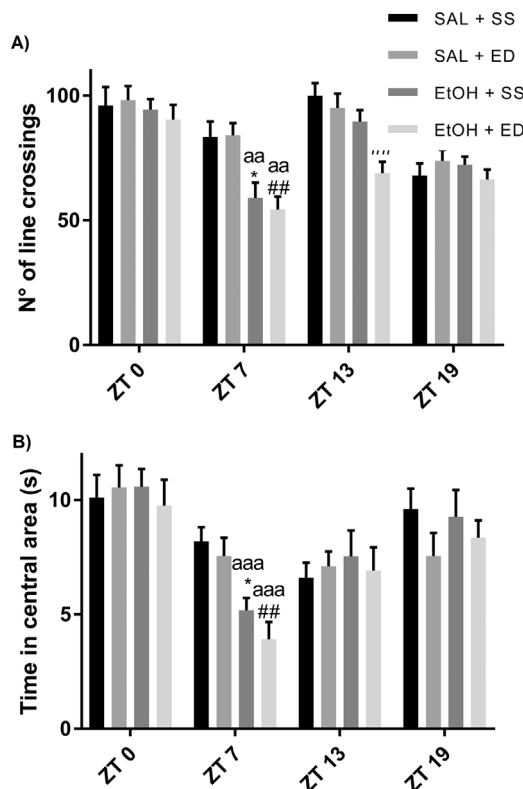 SAL + SS
SAL + ED
EtOH + SS
EtOH + ED
A)
N° of line crossings
100
50
0
aa
*
aa
##
ZT 0
ZT 7
ZT 13
ZT 19
B)
Time in central area (s)
10
5
0
aaa
*
aaa
##
ZT 0
ZT 7
ZT 13
ZT 19